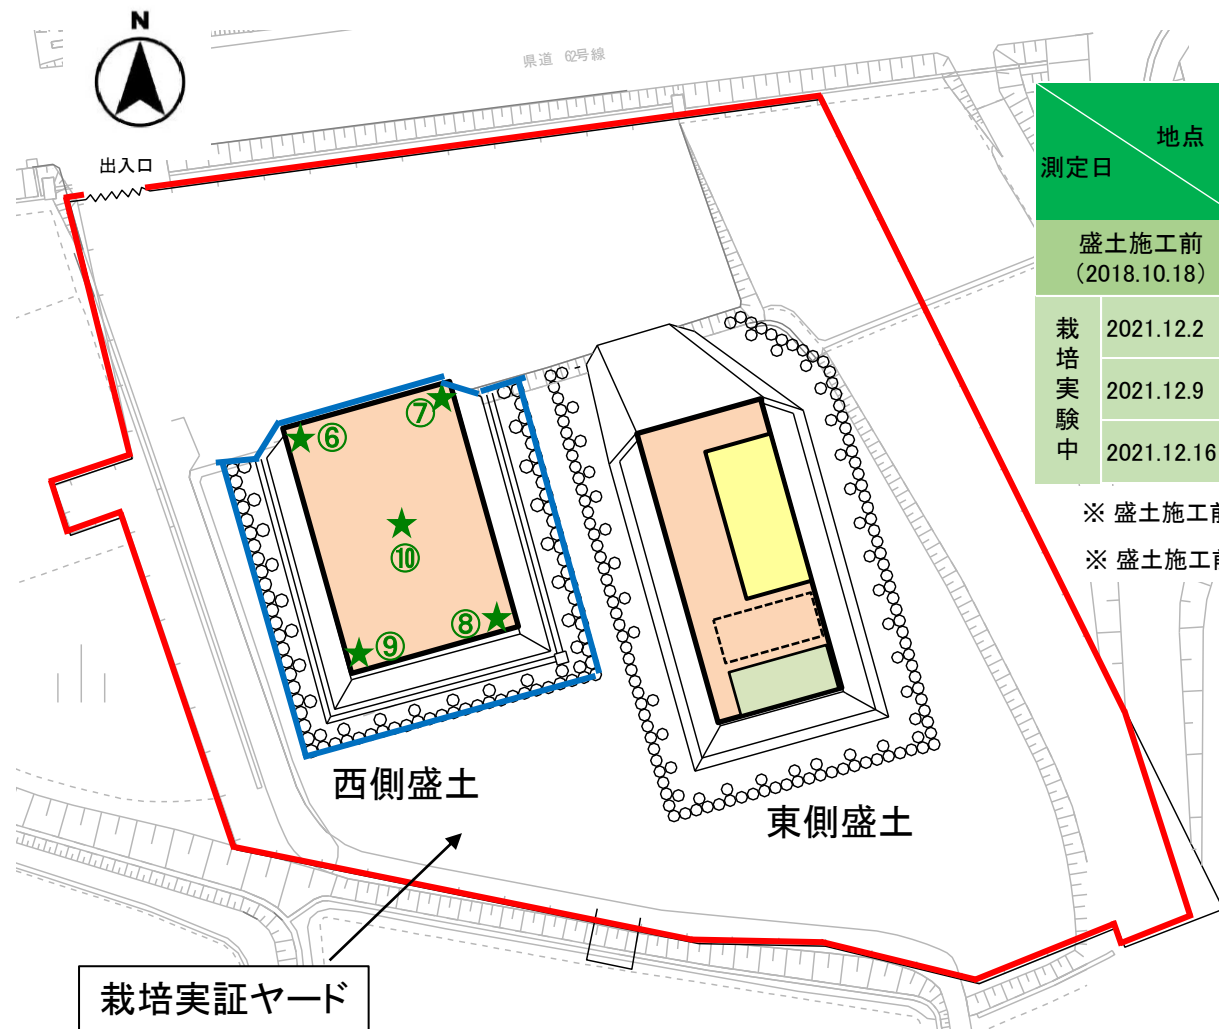 N
県道 62号線
出入口
地点
測定日
盛土施工前
（2018.10.18）
栽培実験中
2021.12.2
2021.12.9
2021.12.16
※ 盛土施工前
※ 盛土施工前
⑦
⑥
⑩
⑧
⑨
西側盛土
東側盛土
栽培実証ヤード